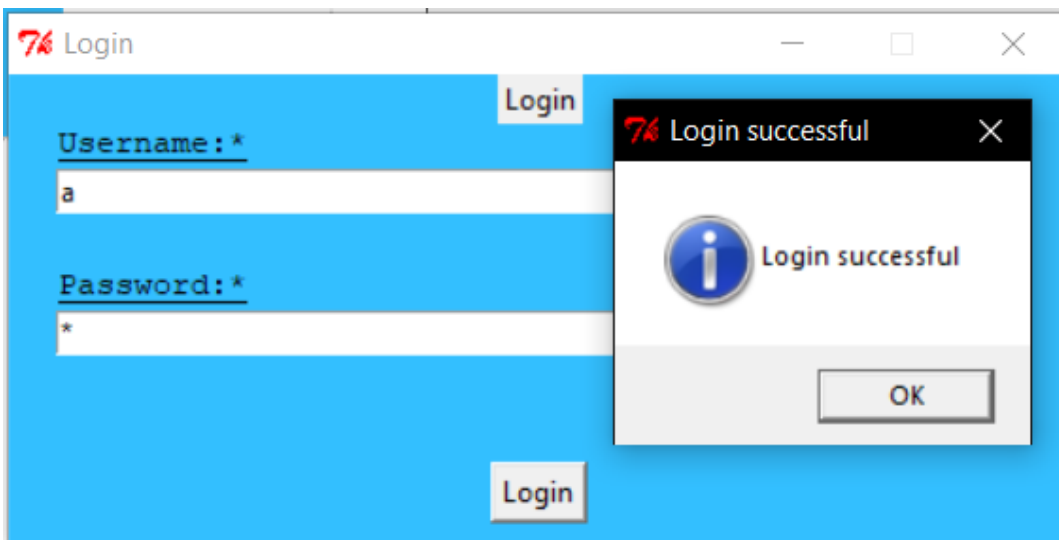 Login
Login
Username:*
a
Password:*
*
Login
Login successful
Login successful
OK